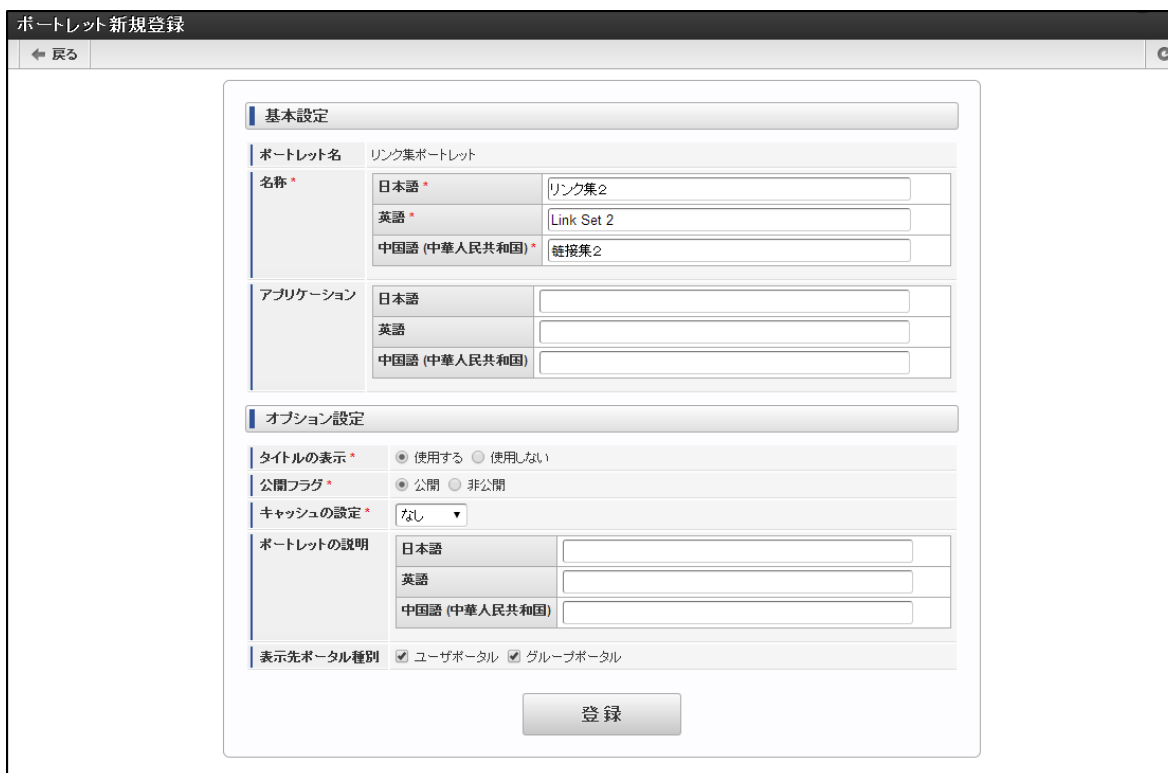 ポートレット新規登録
戻る
基本設定
ポートレット名 リンク集ポートレット
名称 * 日本語 * リンク集2
英語 * Link Set 2
中国語 (中華人民共和国) * 链接集2
アプリケーション 日本語
英語
中国語 (中華人民共和国)
オプション設定
タイトルの表示 * 使用する 使用しない
公開フラグ * 公開 非公開
キャッシュの設定 * なし
ポートレットの説明 日本語
英語
中国語 (中華人民共和国)
表示先ポータル種別 ユーザポータル グループポータル
登録